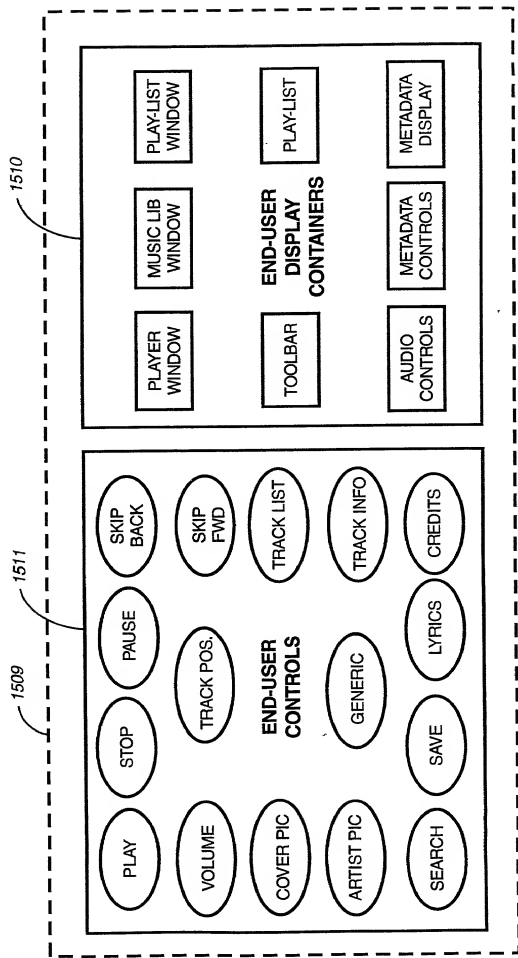 1509
1511
1510
PLAY
STOP
PAUSE
SKIP
BACK
VOLUME
TRACK POS.
SKIP
FWD
COVER PIC
END-USER
CONTROLS
TRACK LIST
ARTIST PIC
GENERIC
TRACK INFO
SEARCH
SAVE
LYRICS
CREDITS
PLAYER
WINDOW
MUSIC LIB
WINDOW
PLAY-LIST
WINDOW
TOOLBAR
END-USER
DISPLAY
CONTAINERS
PLAY-LIST
AUDIO
CONTROLS
METADATA
CONTROLS
METADATA
DISPLAY